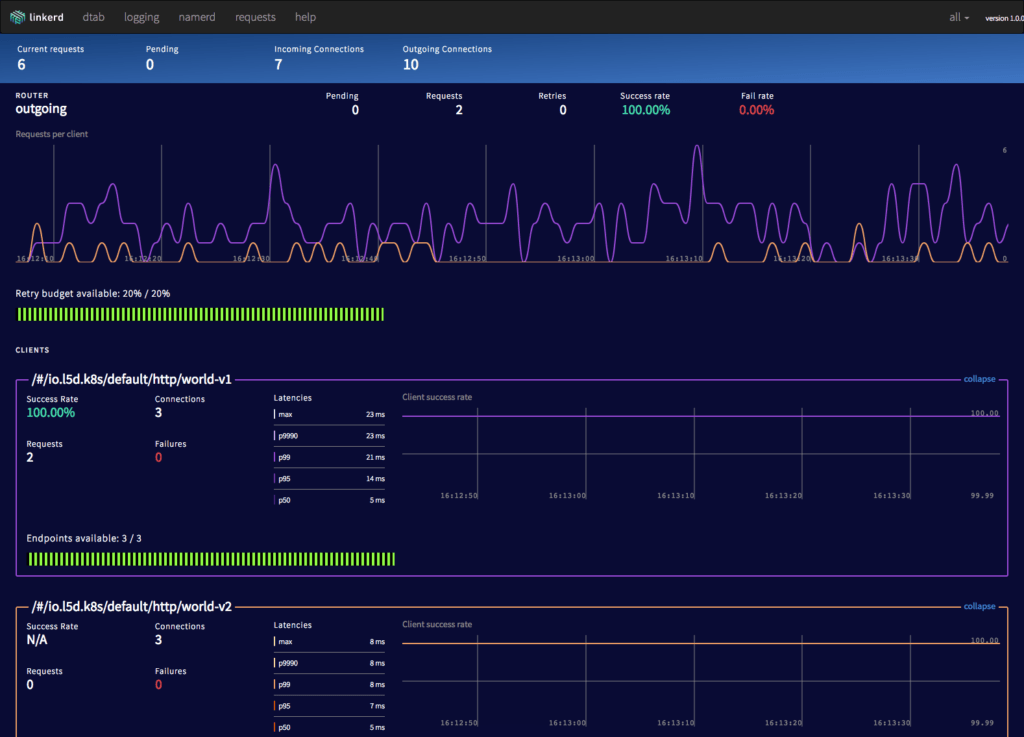 linkerd dtab logging namerd requests help all version 1.0.0
Current requests Pending Incoming Connections Outgoing Connections
6 0 7 10
ROUTER Pending Requests Retries Success rate Fail rate
outgoing 0 2 0 100.00% 0.00%
Requests per client
6
16:12:10 16:12:20 16:12:30 16:12:40 16:12:50 16:13:00 16:13:10 16:13:20 16:13:30 0
Retry budget available: 20% / 20%
CLIENTS
/#/io.l5d.k8s/default/http/world-v1 collapse
Success Rate Connections Latencies Client success rate
100.00% 3 max 23 ms 100.00
p9990 23 ms
Requests Failures
2 0 p99 21 ms
p95 14 ms
p50 5 ms
16:12:50 16:13:00 16:13:10 16:13:20 16:13:30 99.99
Endpoints available: 3 / 3
/#/io.l5d.k8s/default/http/world-v2 collapse
Success Rate Connections Latencies Client success rate
N/A 3 max 8 ms 100.00
p9990 8 ms
Requests Failures
0 0 p99 8 ms
p95 7 ms
p50 5 ms
16:12:50 16:13:00 16:13:10 16:13:20 16:13:30 99.99